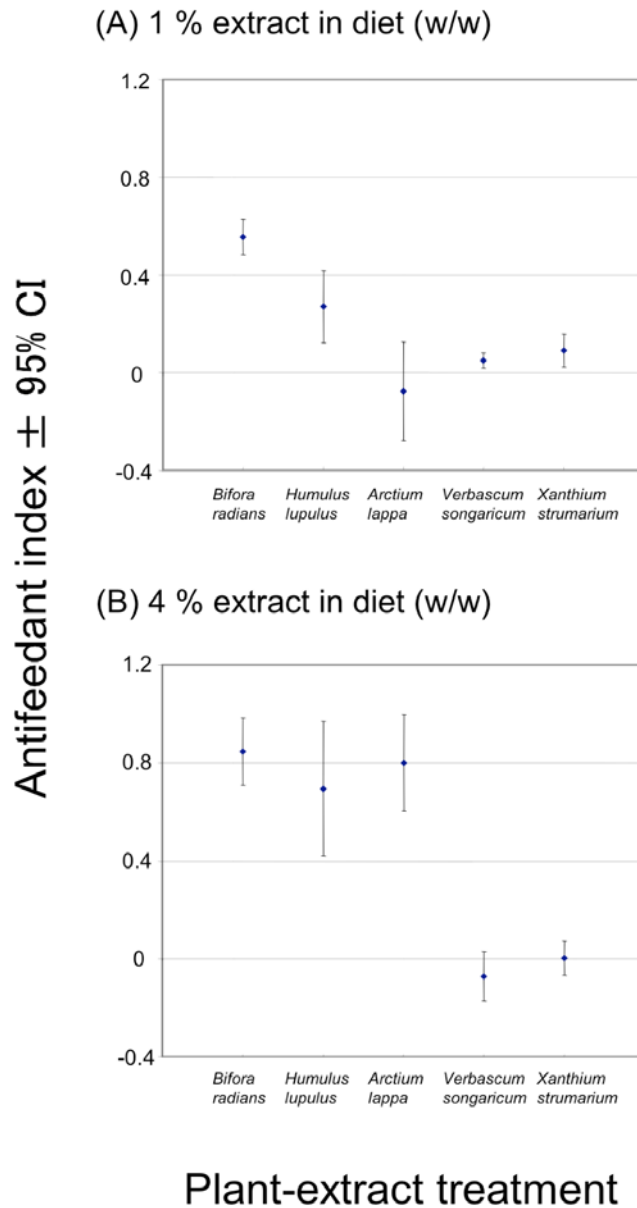 (A) 1 % extract in diet (w/w)
1.2
0.8
0.4
0
-0.4
Bifora Humulus Arctium Verbascum Xanthium
radians lupulus lappa songaricum strumarium
(B) 4 % extract in diet (w/w)
1.2
0.8
0.4
0
-0.4
Bifora Humulus Arctium Verbascum Xanthium
radians lupulus lappa songaricum strumarium
Antifeedant index ± 95% CI
Plant-extract treatment